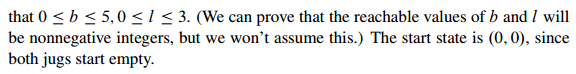 that 0 ≤ b ≤ 5, 0 ≤ l ≤ 3. (We can prove that the reachable values of b and l will
be nonnegative integers, but we won’t assume this.) The start state is (0, 0), since
both jugs start empty.